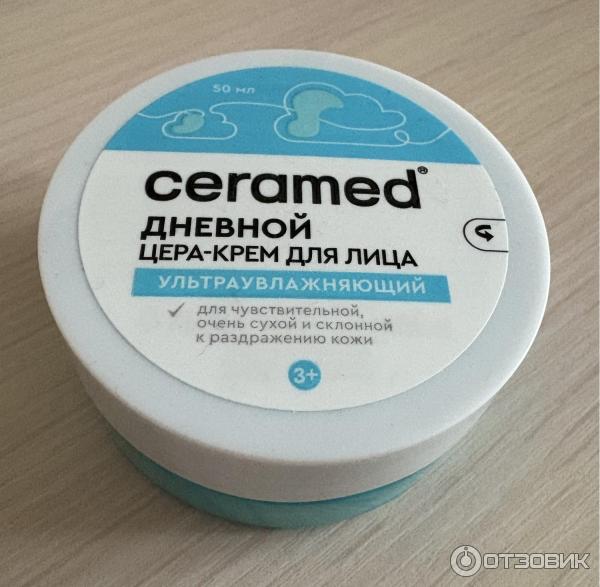 50 мл
ceramed®
ДНЕВНОЙ
ЦЕРА-КРЕМ ДЛЯ ЛИЦА
УЛЬТРАУВЛАЖНЯЮЩИЙ
для чувствительной,
очень сухой и склонной
к раздражению кожи
3+
ОТЗОВИК